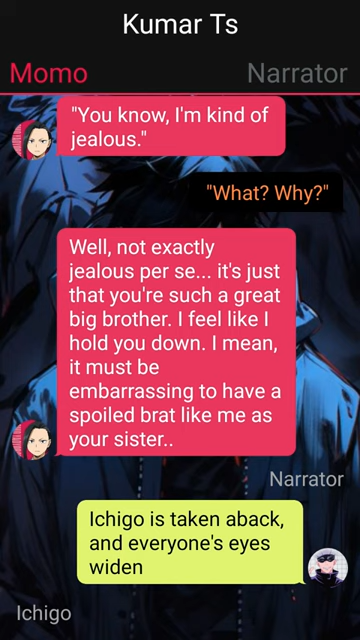 Kumar Ts
Momo
Narrator
"You know, I'm kind of
jealous."
"What? Why?"
Well, not exactly
jealous per se... it's just
that you're such a great
big brother. I feel like I
hold you down. I mean,
it must be
embarrassing to have a
spoiled brat like me as
your sister..
Narrator
Ichigo is taken aback,
and everyone's eyes
widen
Ichigo